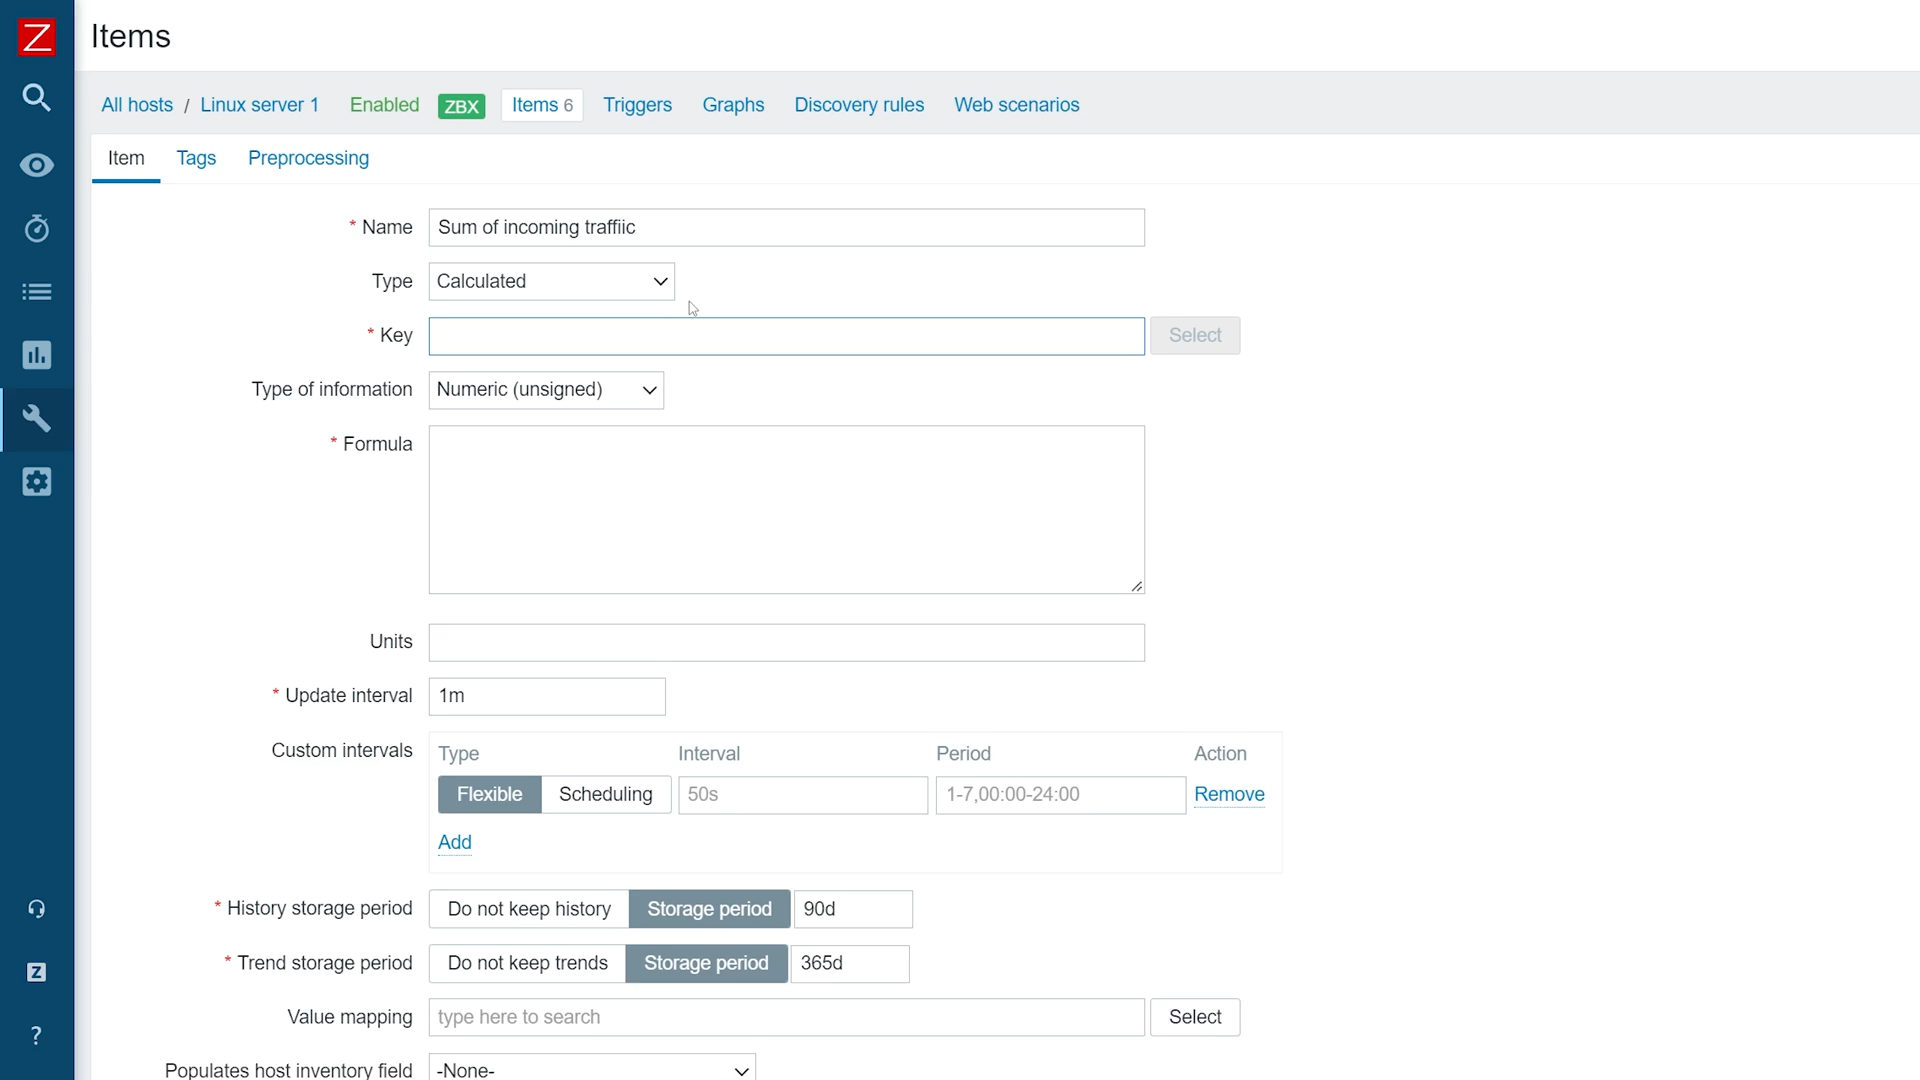 Z
Items
All hosts / Linux server 1 Enabled ZBX Items 6 Triggers Graphs Discovery rules Web scenarios
Item Tags Preprocessing
* Name Sum of incoming traffiic
Type Calculated
* Key Select
Type of information Numeric (unsigned)
* Formula
Units
* Update interval 1m
Custom intervals Type Interval Period Action
Flexible Scheduling 50s 1-7,00:00-24:00 Remove
Add
* History storage period Do not keep history Storage period 90d
* Trend storage period Do not keep trends Storage period 365d
Z
Value mapping type here to search Select
?
Populates host inventory field -None-